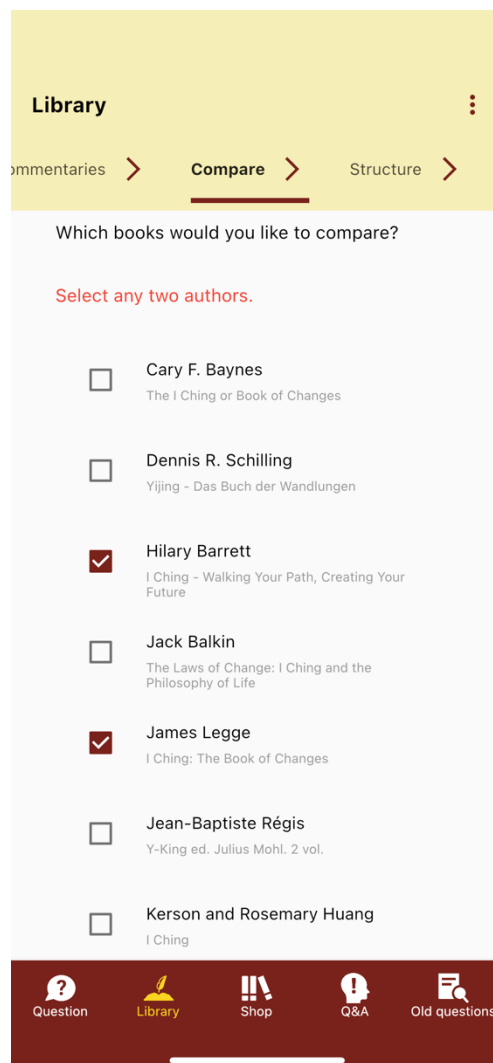 Library
ommentaries
Compare
Structure
Which books would you like to compare?
Select any two authors.
Cary F. Baynes
The I Ching or Book of Changes
Dennis R. Schilling
Yijing - Das Buch der Wandlungen
Hilary Barrett
I Ching - Walking Your Path, Creating Your
Future
Jack Balkin
The Laws of Change: I Ching and the
Philosophy of Life
James Legge
I Ching: The Book of Changes
Jean-Baptiste Régis
Y-King ed. Julius Mohl. 2 vol.
Kerson and Rosemary Huang
I Ching
Question
Library
Shop
Q&A
Old questions